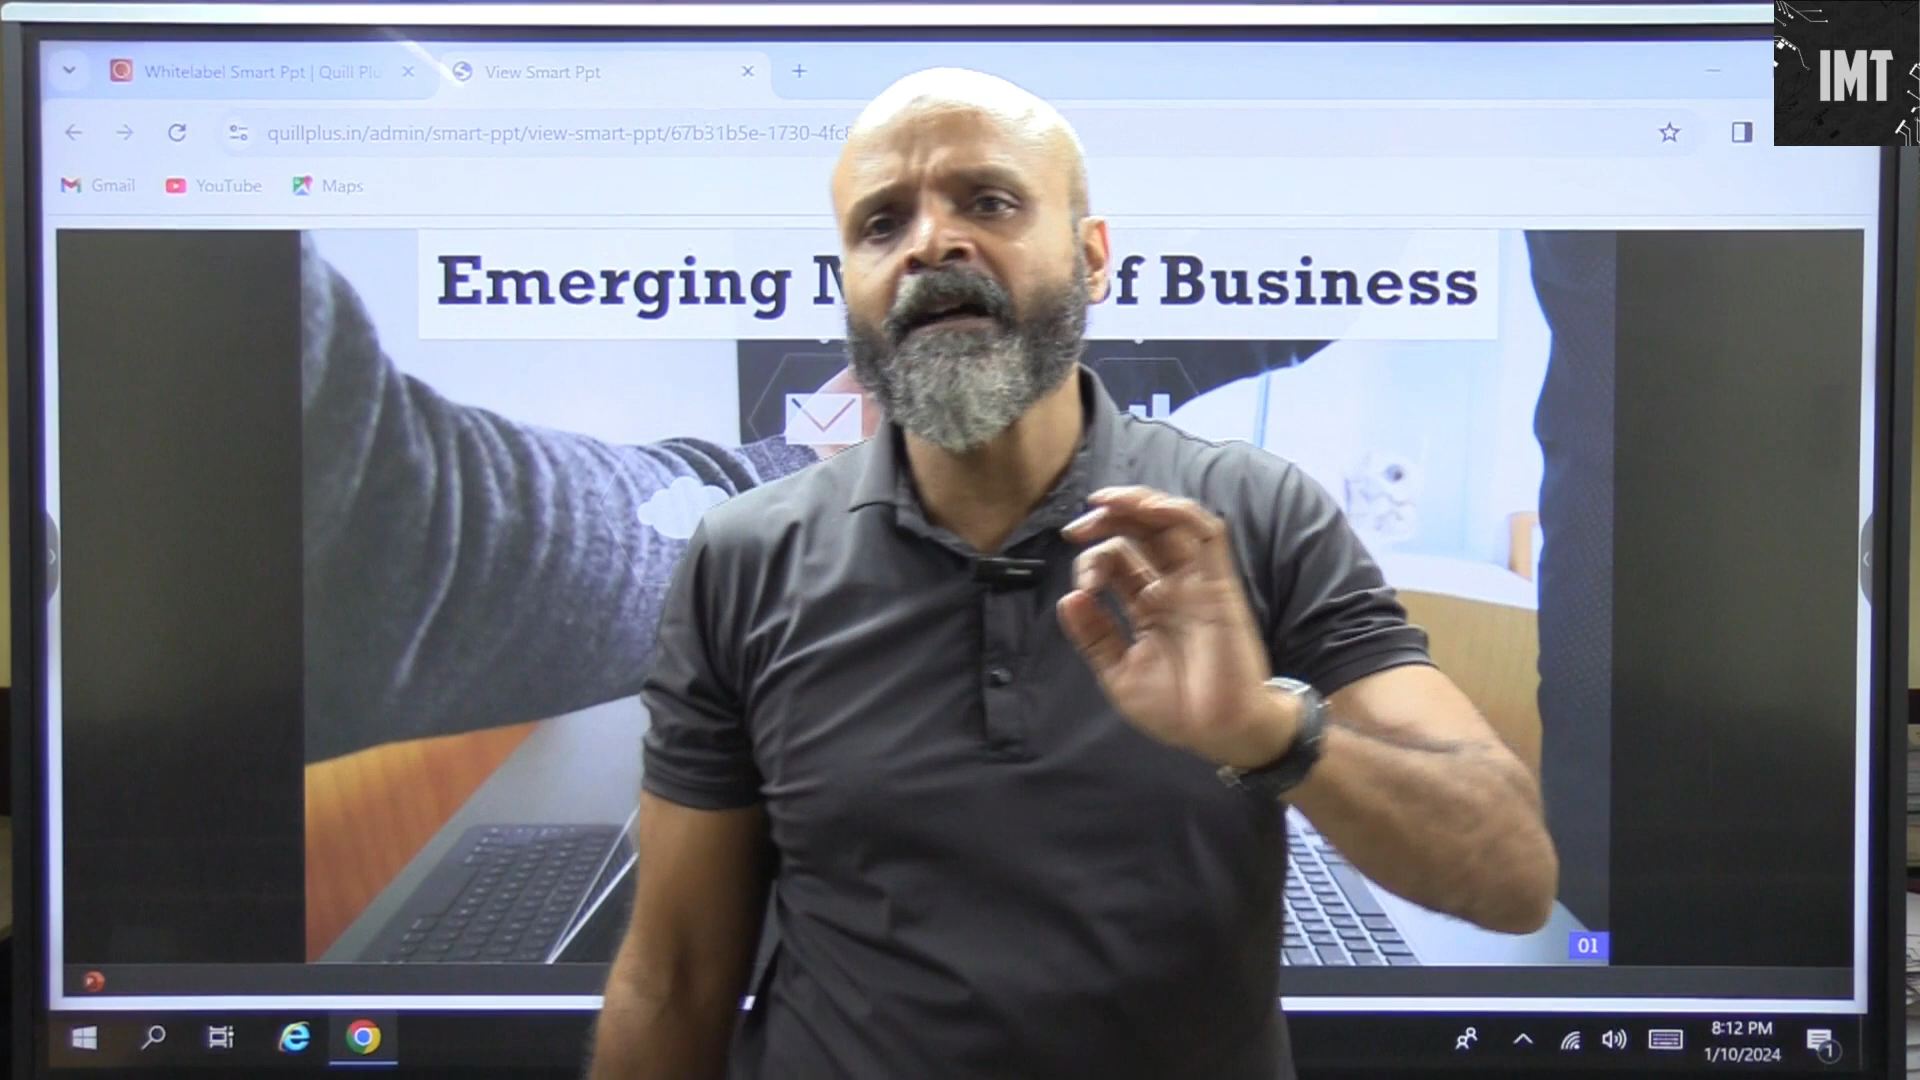 Whitelabel Smart Ppt | Quill Plu
View Smart Ppt
IMT
quillplus.in/admin/smart-ppt/view-smart-ppt/67b31b5e-1730-4fc
Gmail
YouTube
Maps
Emerging M f Business
01
8:12 PM
1/10/2024
1